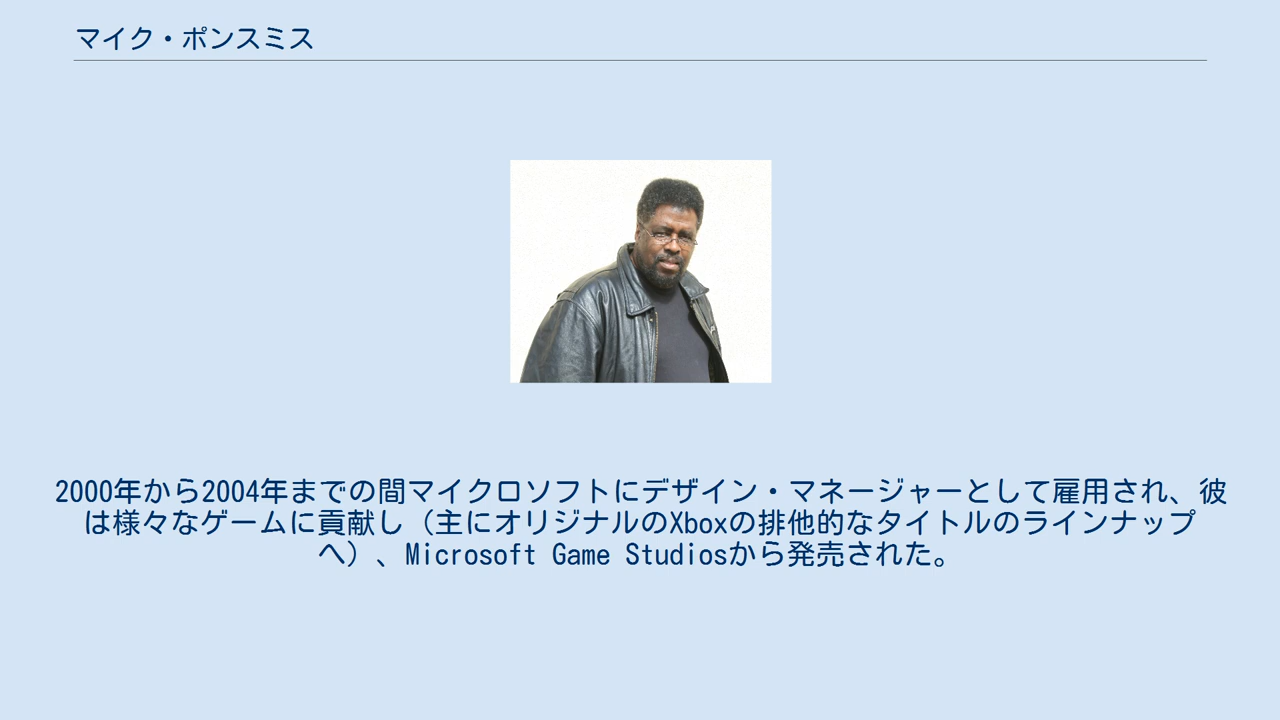 マイク・ポンスミス
2000年から2004年までの間マイクロソフトにデザイン・マネージャーとして雇用され、彼
は様々なゲームに貢献し（主にオリジナルのXboxの排他的なタイトルのラインナップ
へ）、Microsoft Game Studiosから発売された。